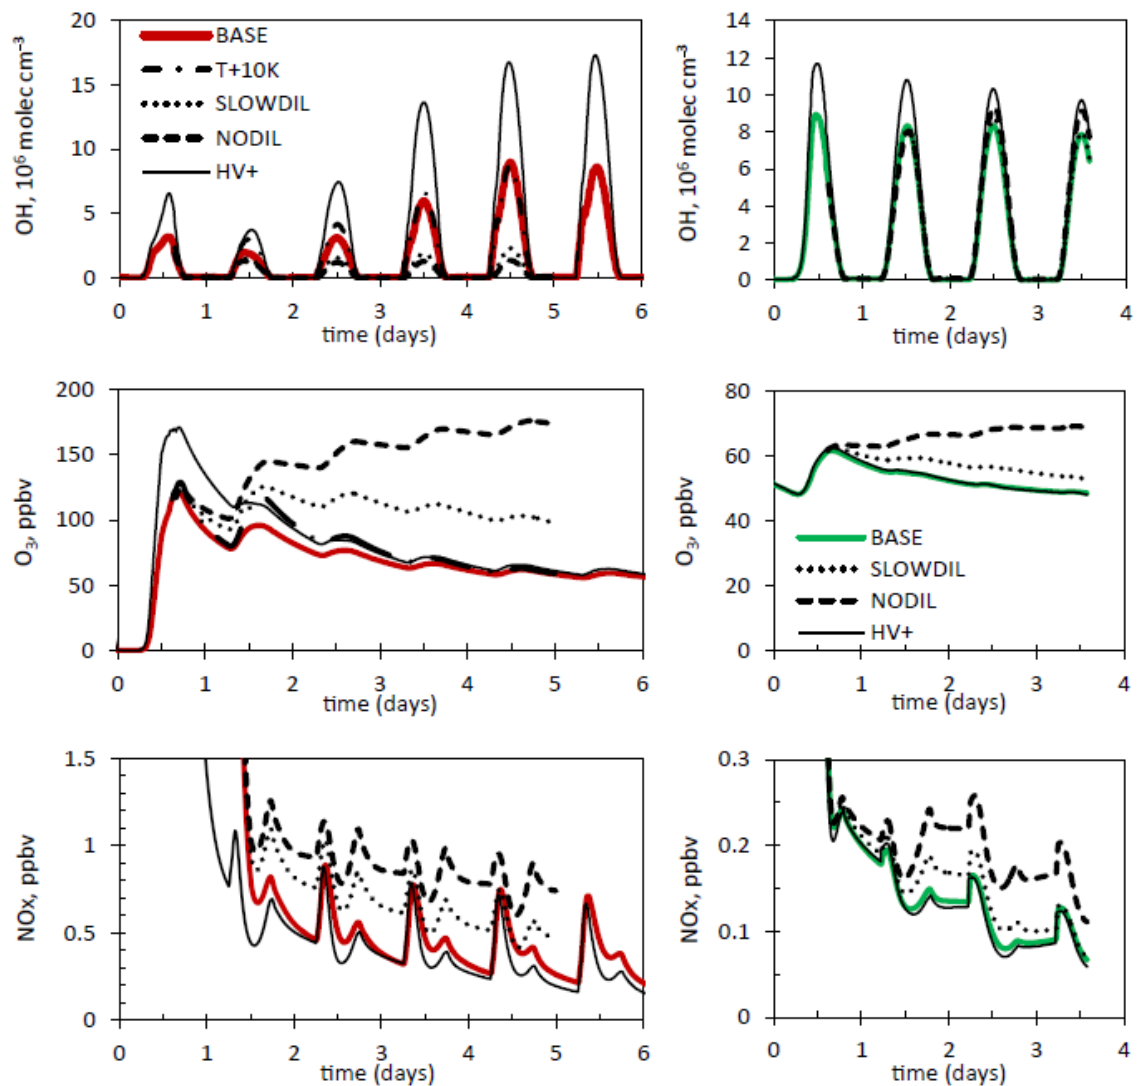 OH, 10⁶ molec cm⁻³
20
15
10
5
0
BASE
T+10K
SLOWDIL
NODIL
HV+
0 1 2 3 4 5 6
time (days)
OH, 10⁶ molec cm⁻³
14
12
10
8
6
4
2
0
0 1 2 3 4
time (days)
O₃, ppbv
200
150
100
50
0
0 1 2 3 4 5 6
time (days)
O₃, ppbv
80
60
40
20
0
BASE
SLOWDIL
NODIL
HV+
0 1 2 3 4
time (days)
NOx, ppbv
1.5
1
0.5
0
0 1 2 3 4 5 6
time (days)
NOx, ppbv
0.3
0.2
0.1
0
0 1 2 3 4
time (days)